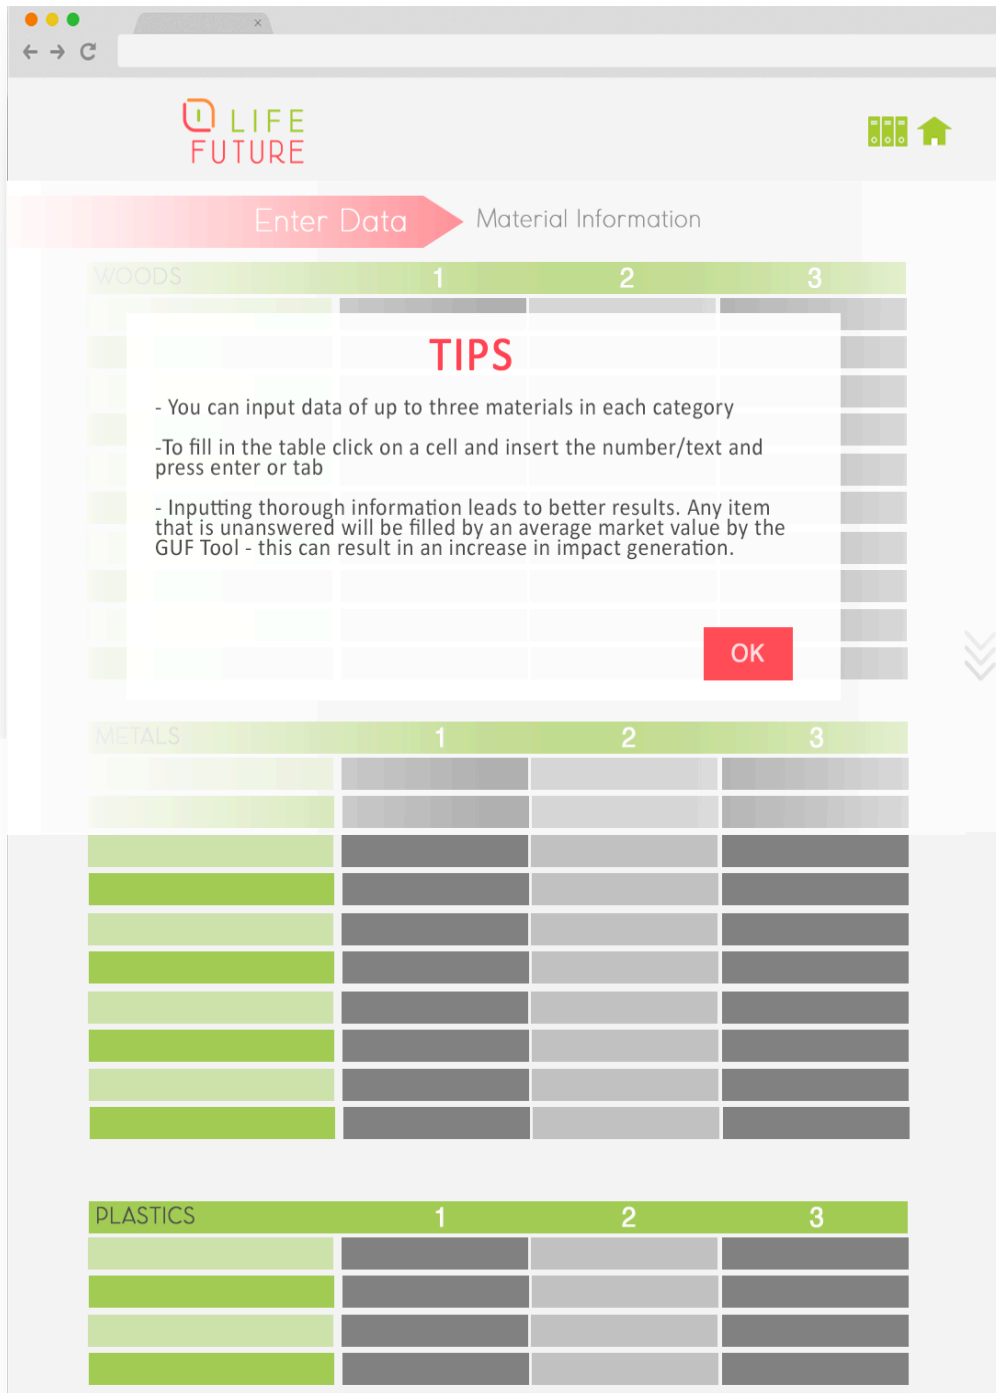 LIFE
FUTURE
Enter Data
Material Information
WOODS 1 2 3
TIPS
- You can input data of up to three materials in each category
-To fill in the table click on a cell and insert the number/text and
press enter or tab
- Inputting thorough information leads to better results. Any item
that is unanswered will be filled by an average market value by the
GUF Tool - this can result in an increase in impact generation.
OK
METALS 1 2 3
PLASTICS 1 2 3